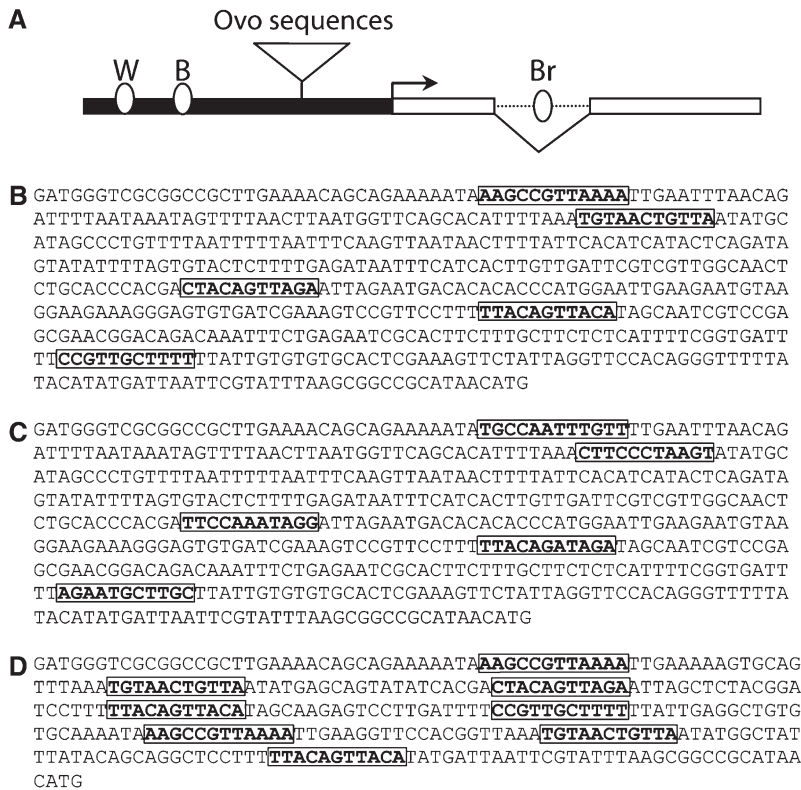 A
Ovo sequences
W B Br
B GATGGGTCGCGGCCGCTTGAAAACAGCAGAAAAATAAAGCCGTTAAAATTGAATTTAACAG
ATTTTAATAAATAGTTTTAACTTAATGGTTCAGCACATTTTAAATGTAACTGTTAATATGC
ATAGCCCTGTTTTAATTTTTAATTTCAAGTTAATAACTTTTATTCACATCATACTCAGATA
GTATATTTTAGTGTACTCTTTTGAGATAATTTCATCACTTGTTGATTCGTCGTTGGCAACT
CTGCACCCACGACTACAGTTAGAATTAGAATGACACACACCCATGGAATTGAAGAATGTAA
GGAAGAAAGGGAGTGTGATCGAAAGTCCGTTCCTTTTTACAGTTACATAGCAATCGTCCGA
GCGAACGGACAGACAAATTTCTGAGAATCGCACTTCTTTGCTTCTCTCATTTTCGGTGATT
TTCCGTTGCTTTTTTATTGTGTGTGCACTCGAAAGTTCTATTAGGTTCCACAGGGTTTTTA
TACATATGATTAATTCGTATTTAAGCGGCCGCATAACATG
C GATGGGTCGCGGCCGCTTGAAAACAGCAGAAAAATATGCCAATTTGTTTTGAATTTAACAG
ATTTTAATAAATAGTTTTAACTTAATGGTTCAGCACATTTTAAACTTCCCTAAGTATATGC
ATAGCCCTGTTTTAATTTTTAATTTCAAGTTAATAACTTTTATTCACATCATACTCAGATA
GTATATTTTAGTGTACTCTTTTGAGATAATTTCATCACTTGTTGATTCGTCGTTGGCAACT
CTGCACCCACGATTCCAAATAGGATTAGAATGACACACACCCATGGAATTGAAGAATGTAA
GGAAGAAAGGGAGTGTGATCGAAAGTCCGTTCCTTTTTACAGATAGATAGCAATCGTCCGA
GCGAACGGACAGACAAATTTCTGAGAATCGCACTTCTTTGCTTCTCTCATTTTCGGTGATT
TTAGAATGCTTGCTTATTGTGTGTGCACTCGAAAGTTCTATTAGGTTCCACAGGGTTTTTA
TACATATGATTAATTCGTATTTAAGCGGCCGCATAACATG
D GATGGGTCGCGGCCGCTTGAAAACAGCAGAAAAATAAAGCCGTTAAAATTGAAAAAGTGCAG
TTTAAATGTAACTGTTAATATGAGCAGTATATCACGACTACAGTTAGAATTAGCTCTACGGA
TCCTTTTTACAGTTACATAGCAAGAGTCCTTGATTTTCCGTTGCTTTTTTATTGAGGCTGTG
TGCAAAATAAAGCCGTTAAAATTGAAGGTTCCACGGTTAAATGTAACTGTTAATATGGCTAT
TTATACAGCAGGCTCCTTTTTACAGTTACATATGATTAATTCGTATTTAAGCGGCCGCATAA
CATG